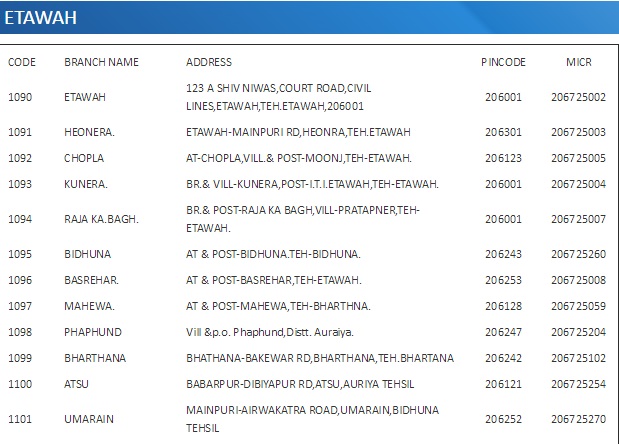 ETAWAH
CODE BRANCH NAME ADDRESS PINCODE MICR
1090 ETAWAH 123 A SHIV NIWAS,COURT ROAD,CIVIL LINES,ETAWAH,TEH.ETAWAH,206001 206001 206725002
1091 HEONERA. ETAWAH-MAINPURI RD,HEONRA,TEH.ETAWAH 206301 206725003
1092 CHOPLA AT-CHOPLA,VILL.& POST-MOONJ,TEH-ETAWAH. 206123 206725005
1093 KUNERA. BR.& VILL-KUNERA,POST-I.T.I.ETAWAH,TEH-ETAWAH. 206001 206725004
1094 RAJA KA.BAGH. BR.& POST-RAJA KA BAGH,VILL-PRATAPNER,TEH-ETAWAH. 206001 206725007
1095 BIDHUNA AT & POST-BIDHUNA.TEH-BIDHUNA. 206243 206725260
1096 BASREHAR. AT & POST-BASREHAR,TEH-ETAWAH. 206253 206725008
1097 MAHEWA. AT & POST-MAHEWA,TEH-BHARTHNA. 206128 206725059
1098 PHAPHUND Vill &p.o. Phaphund,Distt. Auraiya. 206247 206725204
1099 BHARTHANA BHATHANA-BAKEWAR RD,BHARTHANA,TEH.BHARTANA 206242 206725102
1100 ATSU BABARPUR-DIBIYAPUR RD,ATSU,AURIYA TEHSIL 206121 206725254
1101 UMARAIN MAINPURI-AIRWAKATRA ROAD,UMARAIN,BIDHUNA TEHSIL 206252 206725270